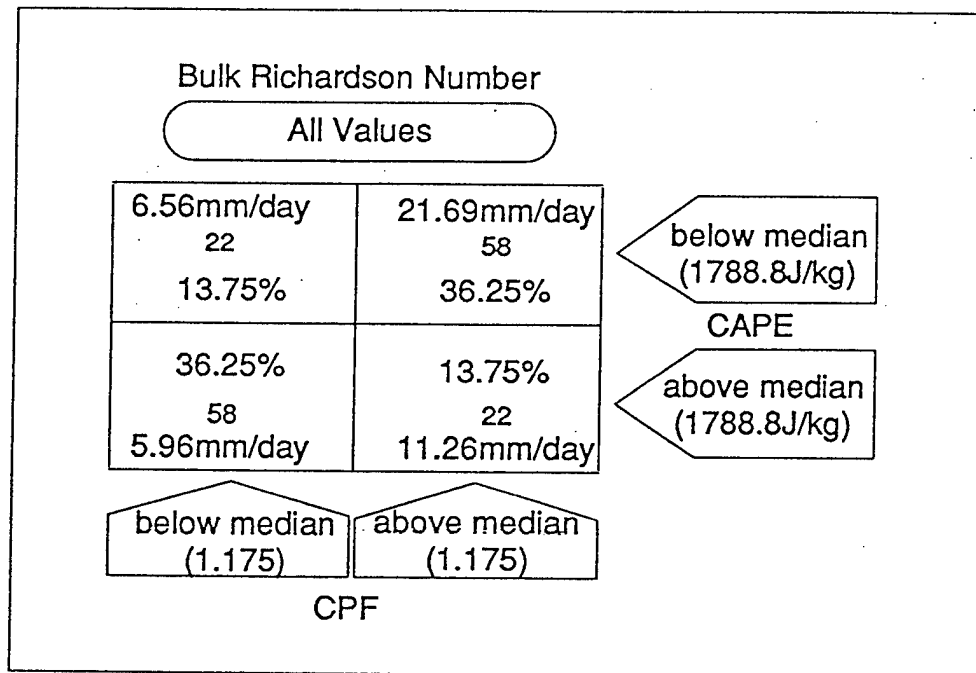 Bulk Richardson Number
All Values
6.56mm/day
22
13.75%
21.69mm/day
58
36.25%
below median
(1788.8J/kg)
CAPE
36.25%
58
5.96mm/day
13.75%
22
11.26mm/day
above median
(1788.8J/kg)
below median
(1.175)
above median
(1.175)
CPF